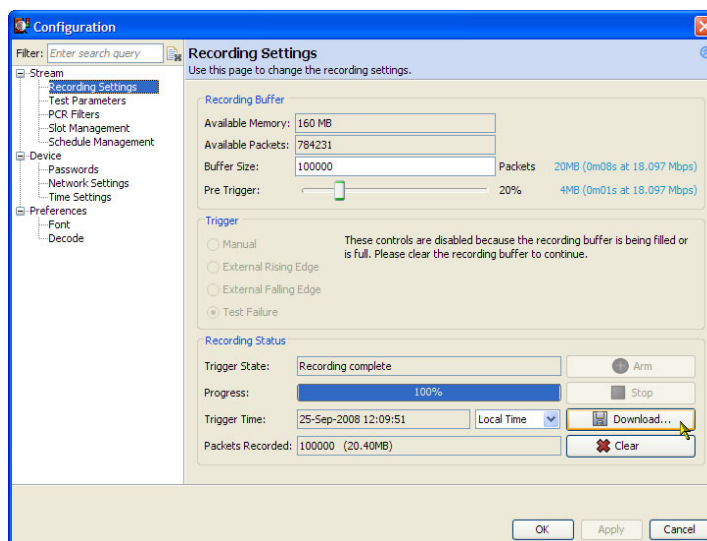 Configuration
Filter: Enter search query
Stream
Recording Settings
Test Parameters
PCR Filters
Slot Management
Schedule Management
Device
Passwords
Network Settings
Time Settings
Preferences
Font
Decode
Recording Settings
Use this page to change the recording settings.
Recording Buffer
Available Memory: 160 MB
Available Packets: 784231
Buffer Size: 100000 Packets 20MB (0m08s at 18.097 Mbps)
Pre Trigger: 20% 4MB (0m01s at 18.097 Mbps)
Trigger
Manual
External Rising Edge
External Falling Edge
Test Failure
These controls are disabled because the recording buffer is being filled or
is full. Please clear the recording buffer to continue.
Recording Status
Trigger State: Recording complete Arm
Progress: 100% Stop
Trigger Time: 25-Sep-2008 12:09:51 Local Time Download...
Packets Recorded: 100000 (20.40MB) Clear
OK Apply Cancel